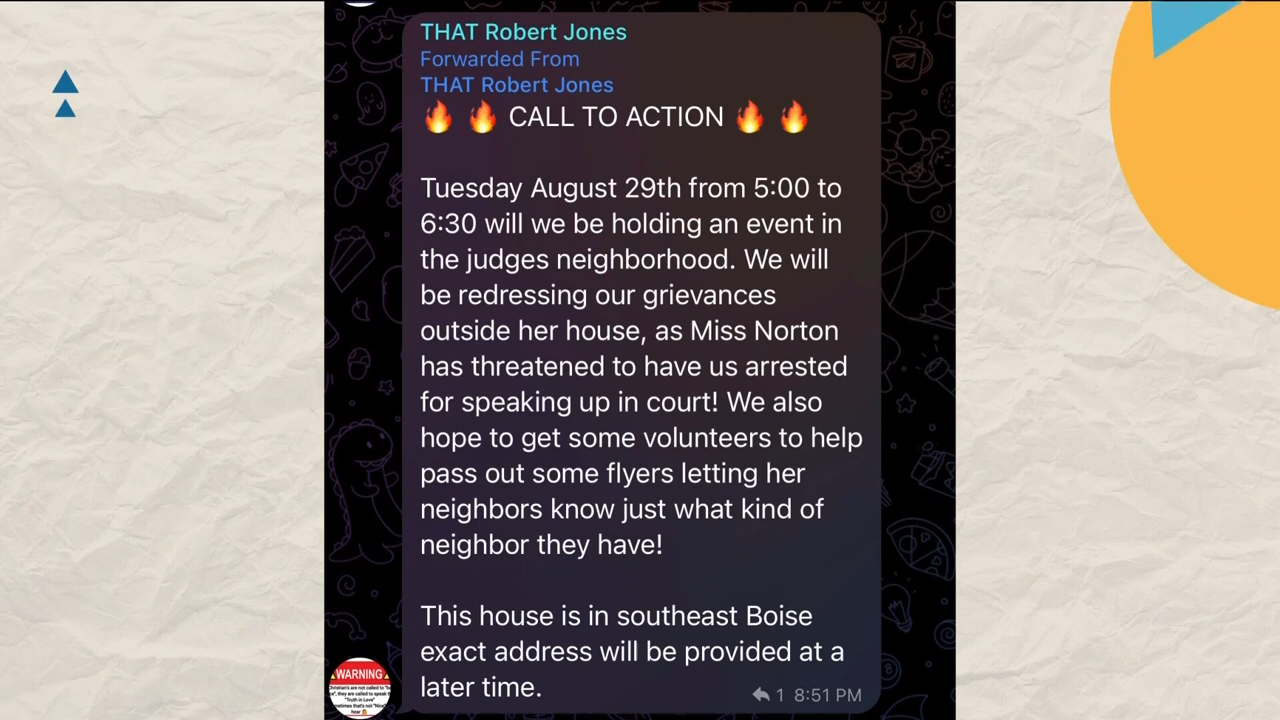 THAT Robert Jones
Forwarded From
THAT Robert Jones
🔥 🔥 CALL TO ACTION 🔥 🔥
Tuesday August 29th from 5:00 to
6:30 will we be holding an event in
the judges neighborhood. We will
be redressing our grievances
outside her house, as Miss Norton
has threatened to have us arrested
for speaking up in court! We also
hope to get some volunteers to help
pass out some flyers letting her
neighbors know just what kind of
neighbor they have!
This house is in southeast Boise
exact address will be provided at a
later time.
1 8:51 PM
WARNING